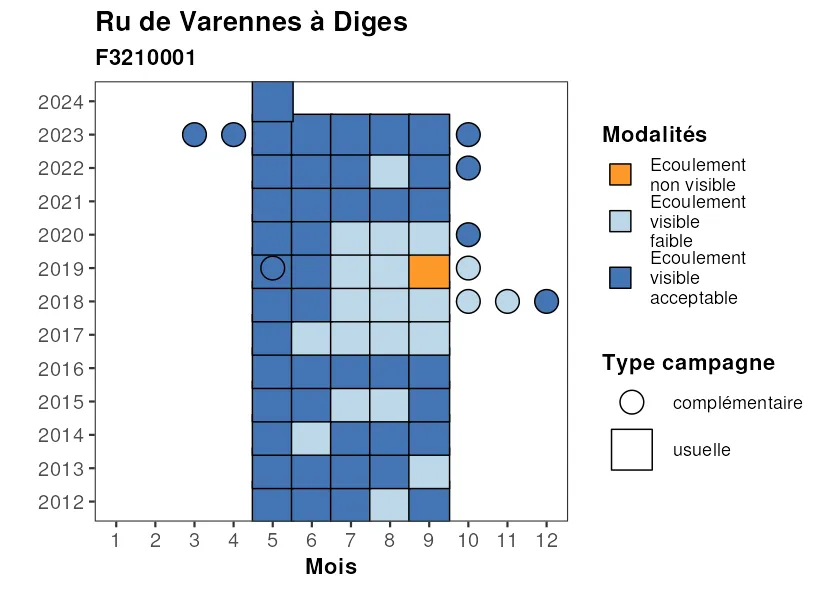 Ru de Varennes à Diges
F3210001
2024
2023
2022
2021
2020
2019
2018
2017
2016
2015
2014
2013
2012
1 2 3 4 5 6 7 8 9 10 11 12
Mois
Modalités
Ecoulement
non visible
Ecoulement
visible
faible
Ecoulement
visible
acceptable
Type campagne
complémentaire
usuelle